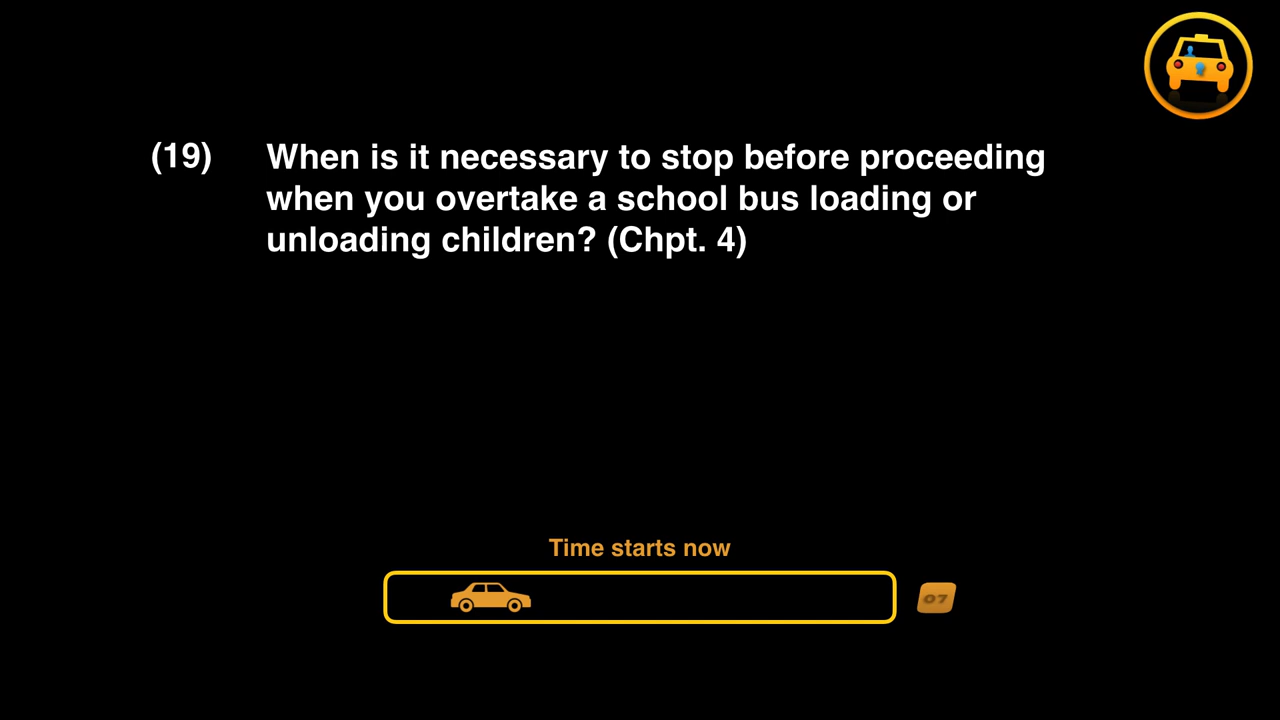 (19) When is it necessary to stop before proceeding
when you overtake a school bus loading or
unloading children? (Chpt. 4)
Time starts now
07